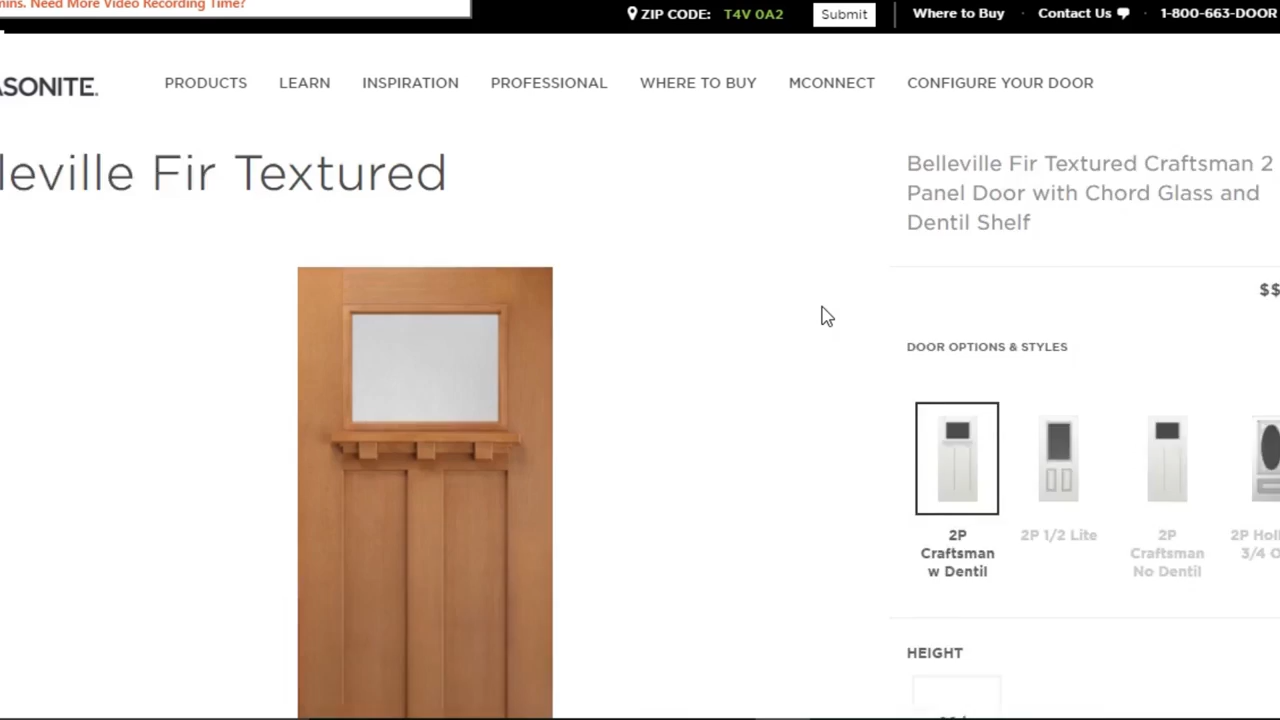 mins. Need More Video Recording Time?
ZIP CODE: T4V 0A2 Submit Where to Buy · Contact Us · 1-800-663-DOOR
ASONITE.
PRODUCTS LEARN INSPIRATION PROFESSIONAL WHERE TO BUY MCONNECT CONFIGURE YOUR DOOR
leville Fir Textured
Belleville Fir Textured Craftsman 2
Panel Door with Chord Glass and
Dentil Shelf
$$
DOOR OPTIONS & STYLES
2P
Craftsman
w Dentil
2P 1/2 Lite
2P
Craftsman
No Dentil
2P Holl
3/4 O
HEIGHT